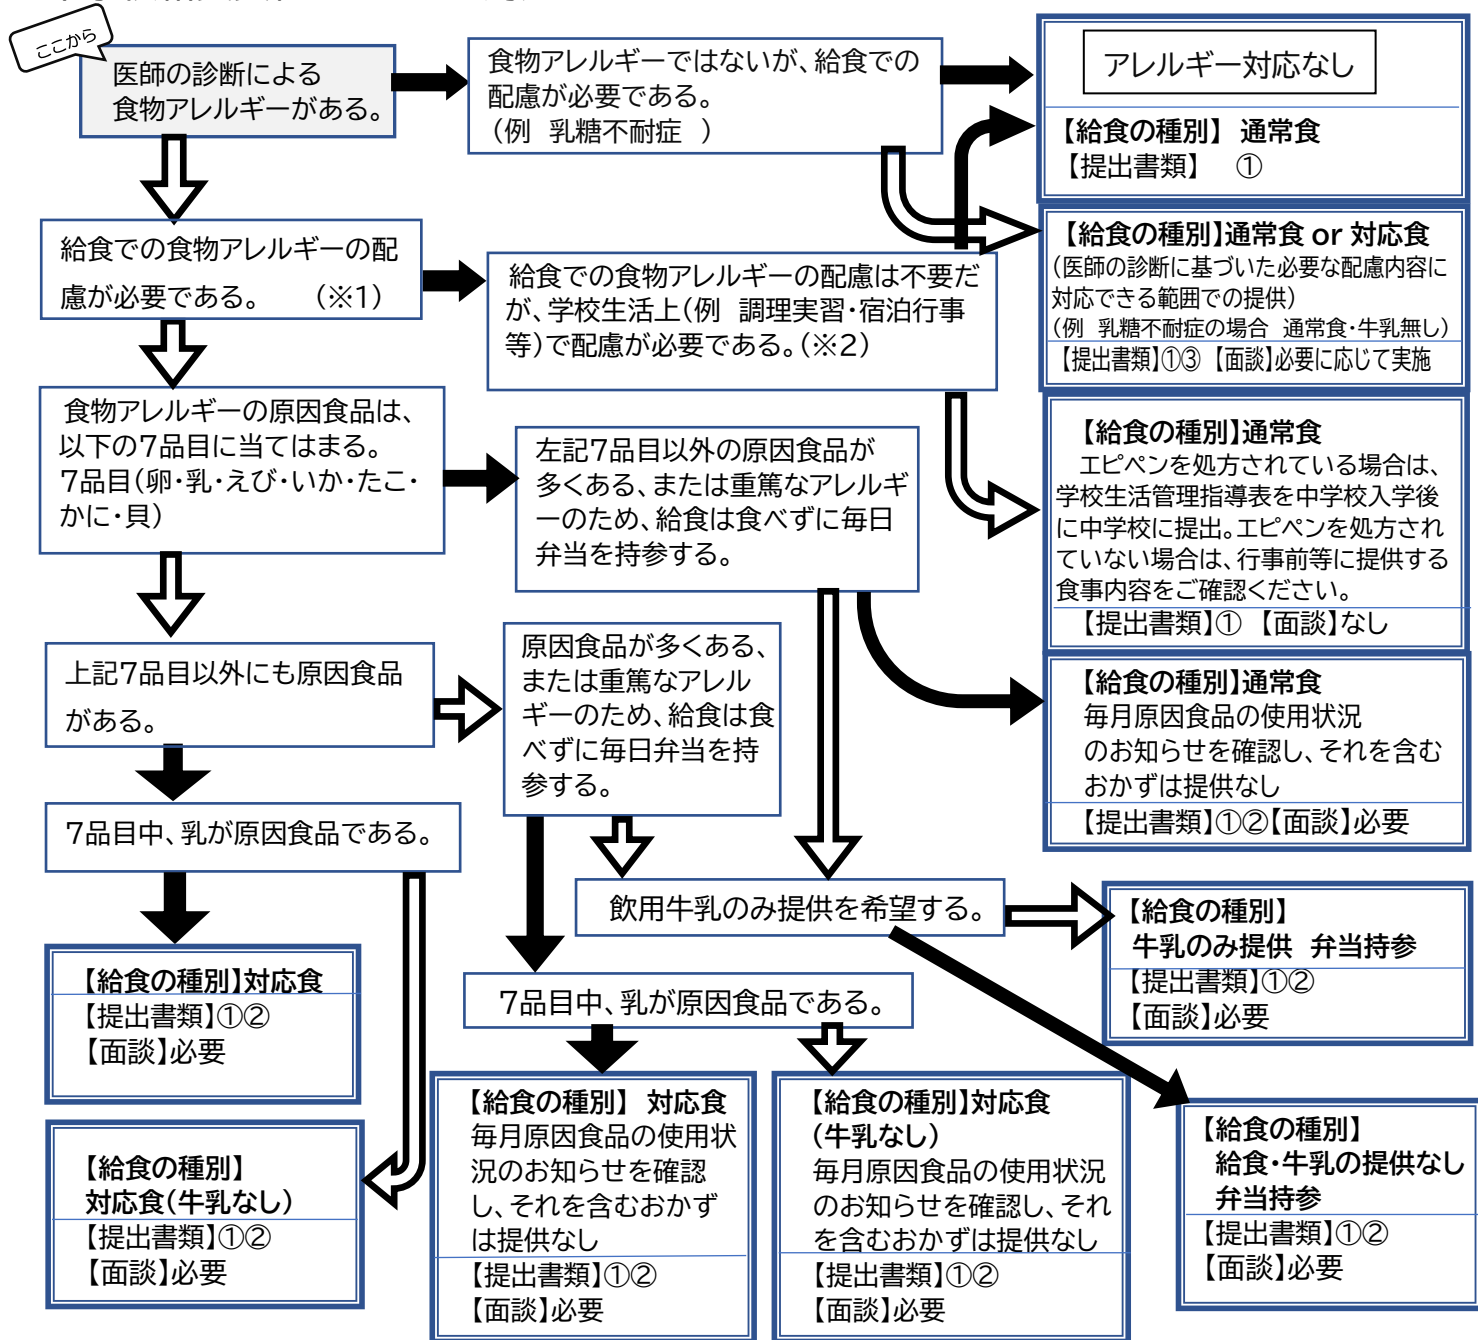 ここから
医師の診断による
食物アレルギーがある。
食物アレルギーではないが、給食での
配慮が必要である。
(例 乳糖不耐症 )
アレルギー対応なし
【給食の種別】 通常食
【提出書類】 ①
給食での食物アレルギーの配
慮が必要である。 (※1)
給食での食物アレルギーの配慮は不要だ
が、学校生活上(例 調理実習・宿泊行事
等)で配慮が必要である。(※2)
【給食の種別】通常食 or 対応食
(医師の診断に基づいた必要な配慮内容に
対応できる範囲での提供)
(例 乳糖不耐症の場合 通常食・牛乳無し)
【提出書類】①③ 【面談】必要に応じて実施
食物アレルギーの原因食品は、
以下の7品目に当てはまる。
7品目(卵・乳・えび・いか・たこ・
かに・貝)
左記7品目以外の原因食品が
多くある、または重篤なアレルギ
ーのため、給食は食べずに毎日
弁当を持参する。
【給食の種別】通常食
エピペンを処方されている場合は、
学校生活管理指導表を中学校入学後
に中学校に提出。エピペンを処方され
ていない場合は、行事前等に提供する
食事内容をご確認ください。
【提出書類】① 【面談】なし
上記7品目以外にも原因食品
がある。
原因食品が多くある、
または重篤なアレル
ギーのため、給食は食
べずに毎日弁当を持
参する。
【給食の種別】通常食
毎月原因食品の使用状況
のお知らせを確認し、それを含む
おかずは提供なし
【提出書類】①②【面談】必要
7品目中、乳が原因食品である。
飲用牛乳のみ提供を希望する。
【給食の種別】
牛乳のみ提供 弁当持参
【提出書類】①②
【面談】必要
【給食の種別】対応食
【提出書類】①②
【面談】必要
7品目中、乳が原因食品である。
【給食の種別】
対応食(牛乳なし)
【提出書類】①②
【面談】必要
【給食の種別】 対応食
毎月原因食品の使用状
況のお知らせを確認
し、それを含むおかず
は提供なし
【提出書類】①②
【面談】必要
【給食の種別】対応食
(牛乳なし)
毎月原因食品の使用状況
のお知らせを確認し、それ
を含むおかずは提供なし
【提出書類】①②
【面談】必要
【給食の種別】
給食・牛乳の提供なし
弁当持参
【提出書類】①②
【面談】必要